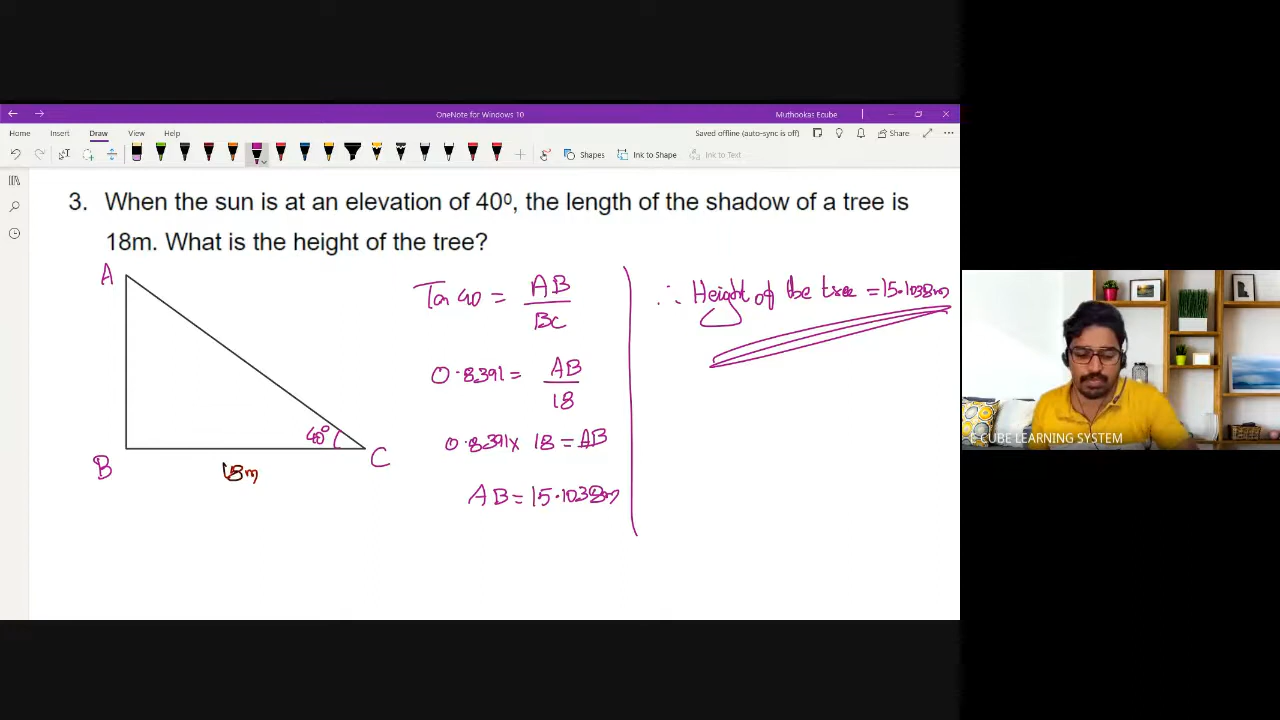 OneNote for Windows 10
Muthookas Ecube
Home Insert Draw View Help
Saved offline (auto-sync is off)
Share
Shapes
Ink to Shape
Ink to Text
3. When the sun is at an elevation of 40⁰, the length of the shadow of a tree is
18m. What is the height of the tree?
A
B
C
40°
18m
Tan 40 = AB/BC
0.8391 = AB/18
0.8391 x 18 = AB
AB = 15.1038m
∴ Height of the tree = 15.1038m
E CUBE LEARNING SYSTEM